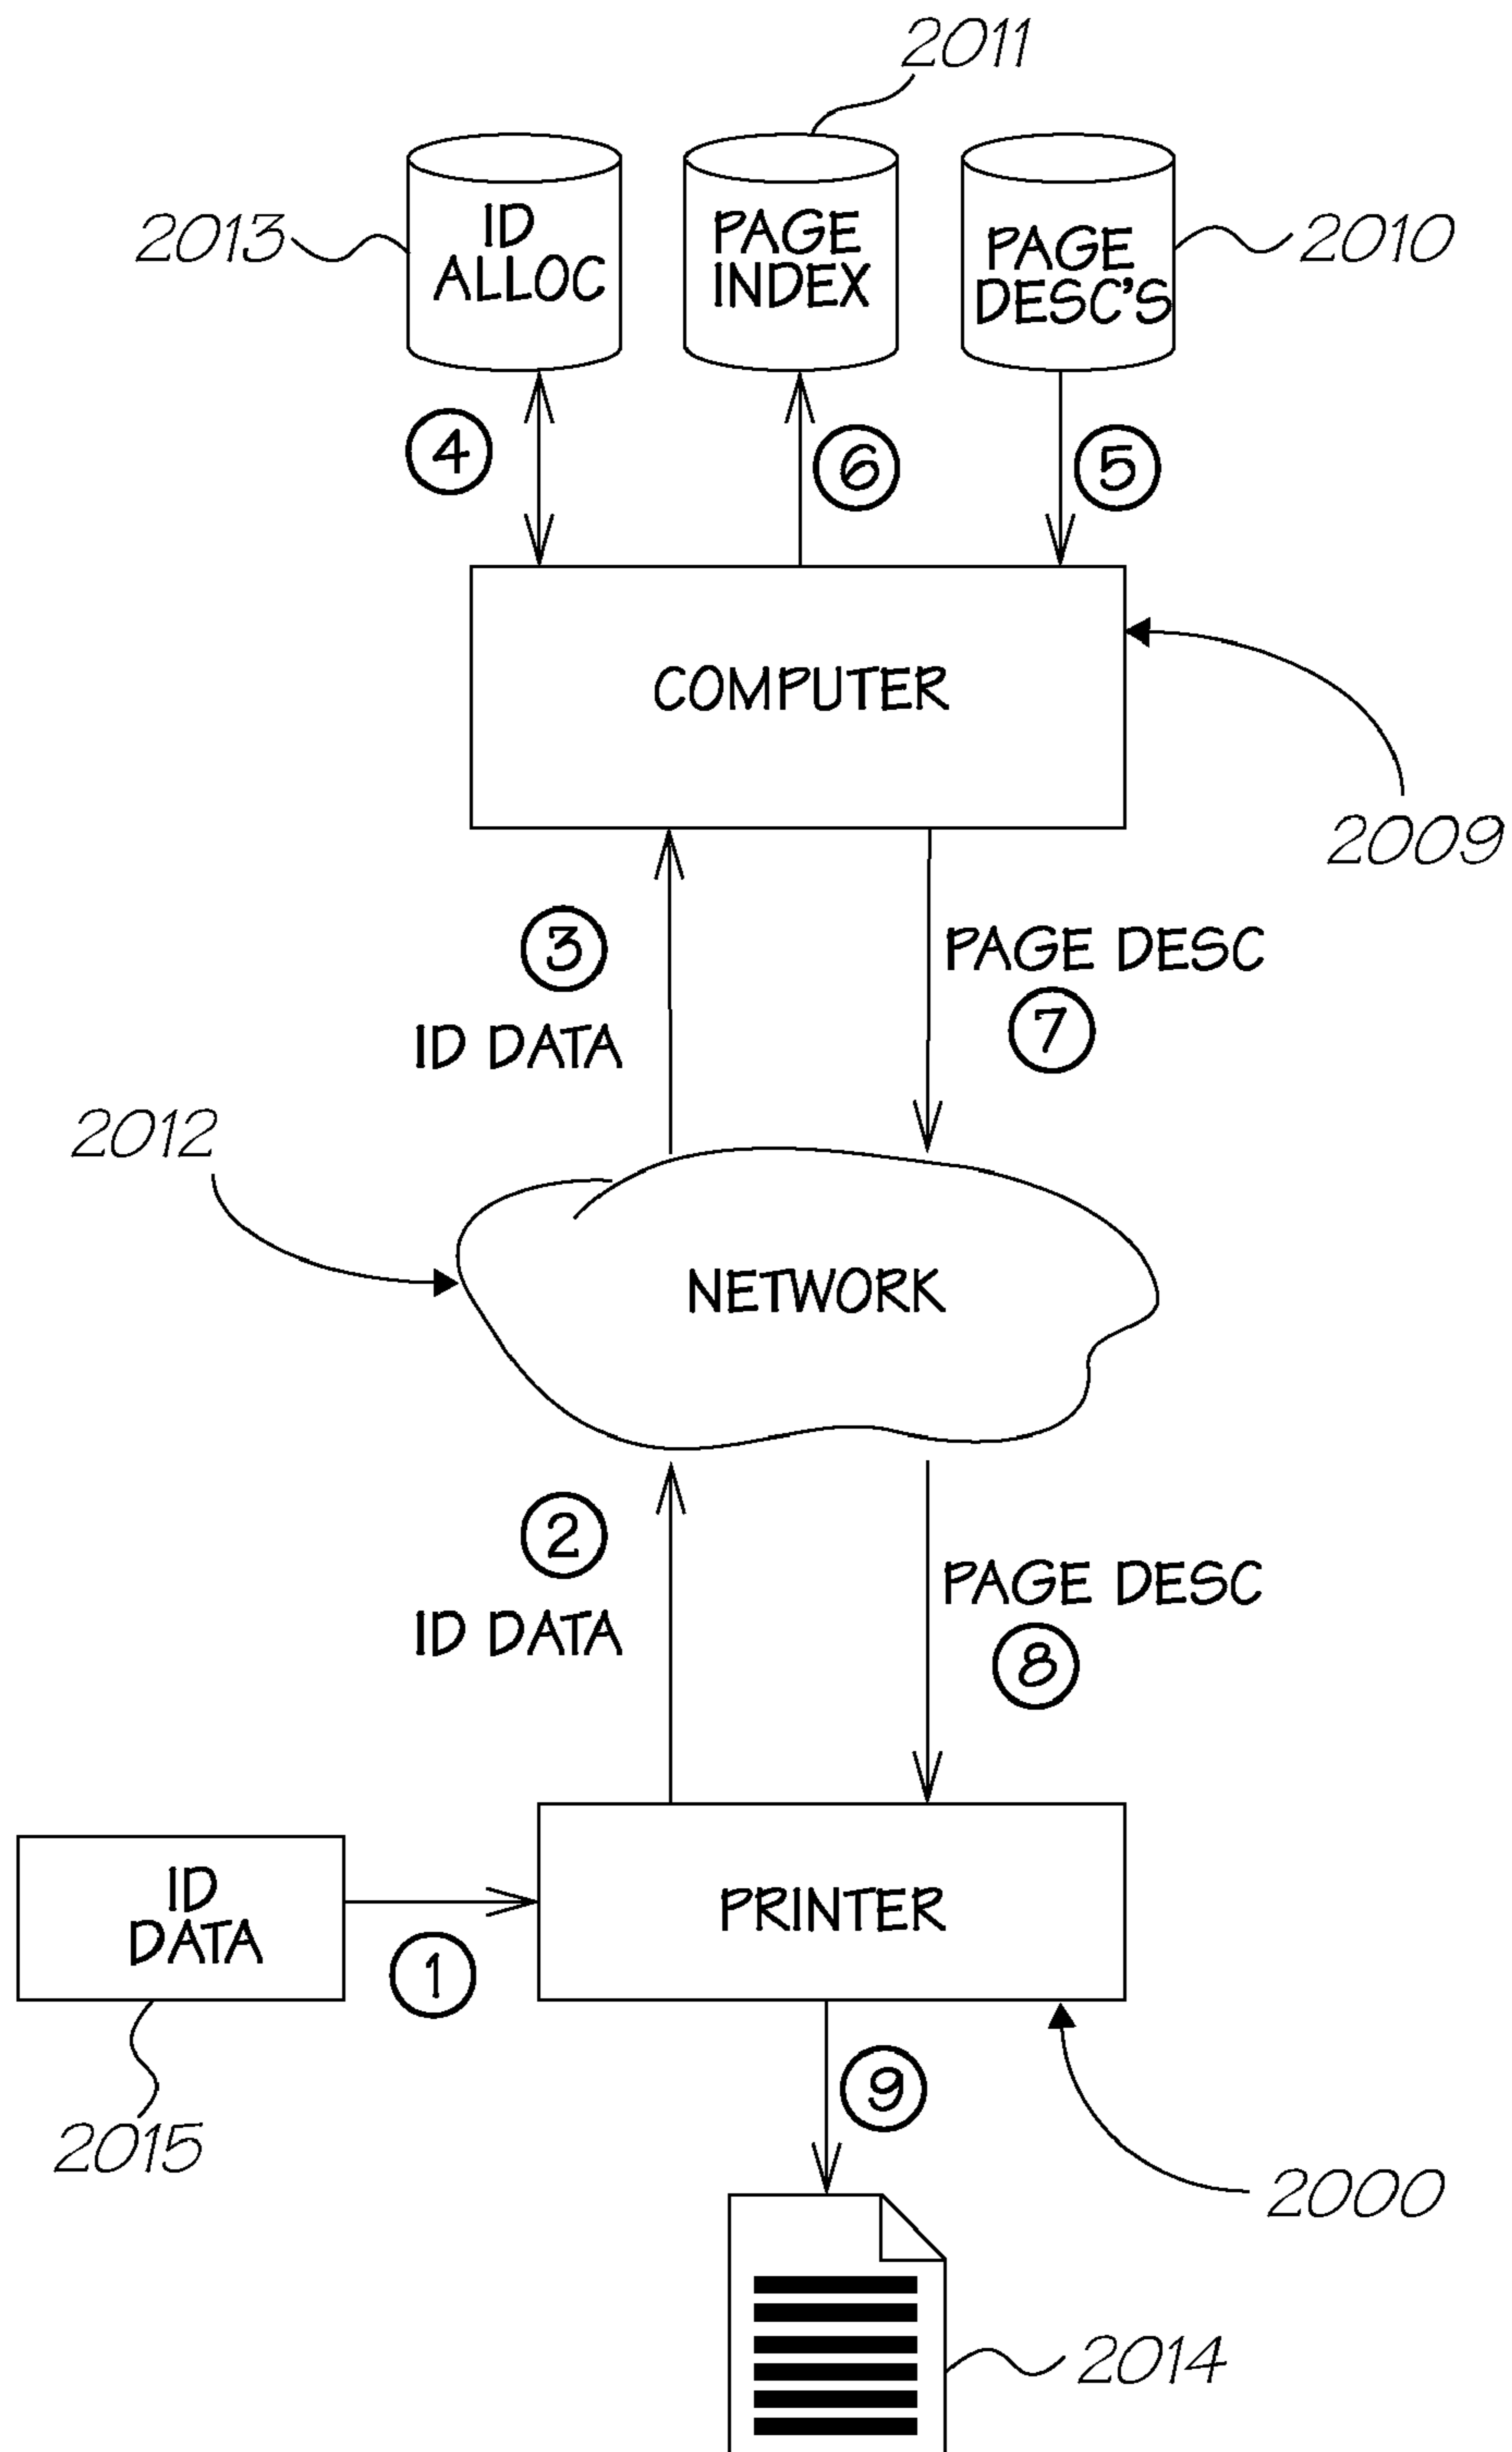 2011
2013
ID
ALLOC
PAGE
INDEX
PAGE
DESC'S
2010
4
6
5
COMPUTER
2009
3
ID DATA
PAGE DESC
7
2012
NETWORK
2
ID DATA
PAGE DESC
8
ID
DATA
1
PRINTER
2015
9
2000
2014